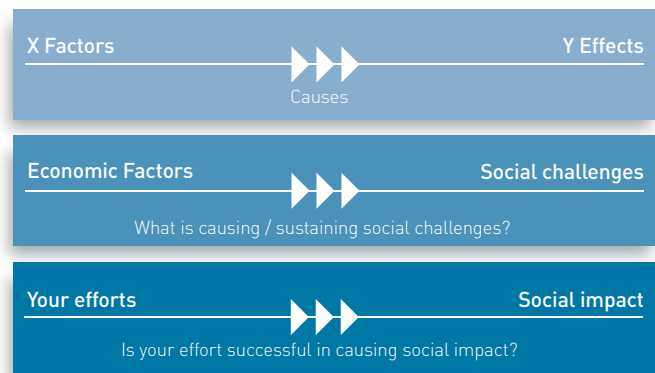 X Factors
Y Effects
Causes
Economic Factors
Social challenges
What is causing / sustaining social challenges?
Your efforts
Social impact
Is your effort successful in causing social impact?